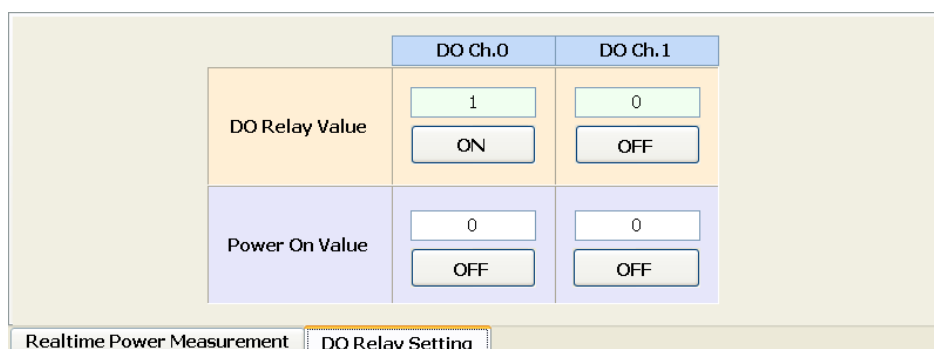 DO Ch.0 DO Ch.1
DO Relay Value
1 0
ON OFF
Power On Value
0 0
OFF OFF
Realtime Power Measurement DO Relay Setting